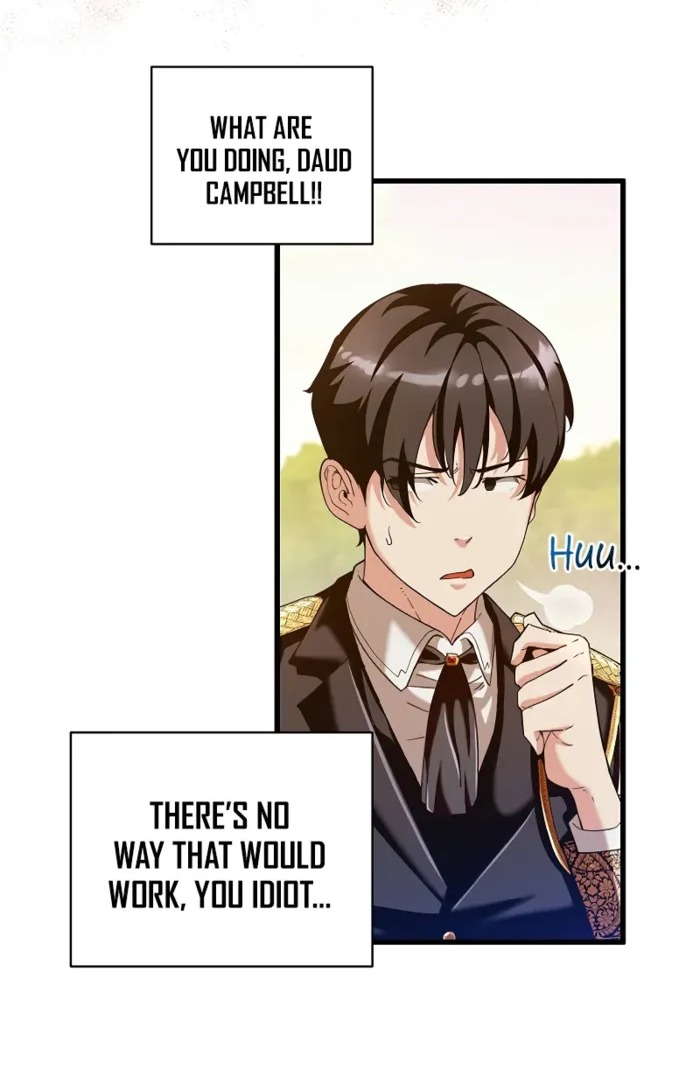 WHAT ARE
YOU DOING, DAUD
CAMPBELL!!
Huu...
THERE'S NO
WAY THAT WOULD
WORK, YOU IDIOT...